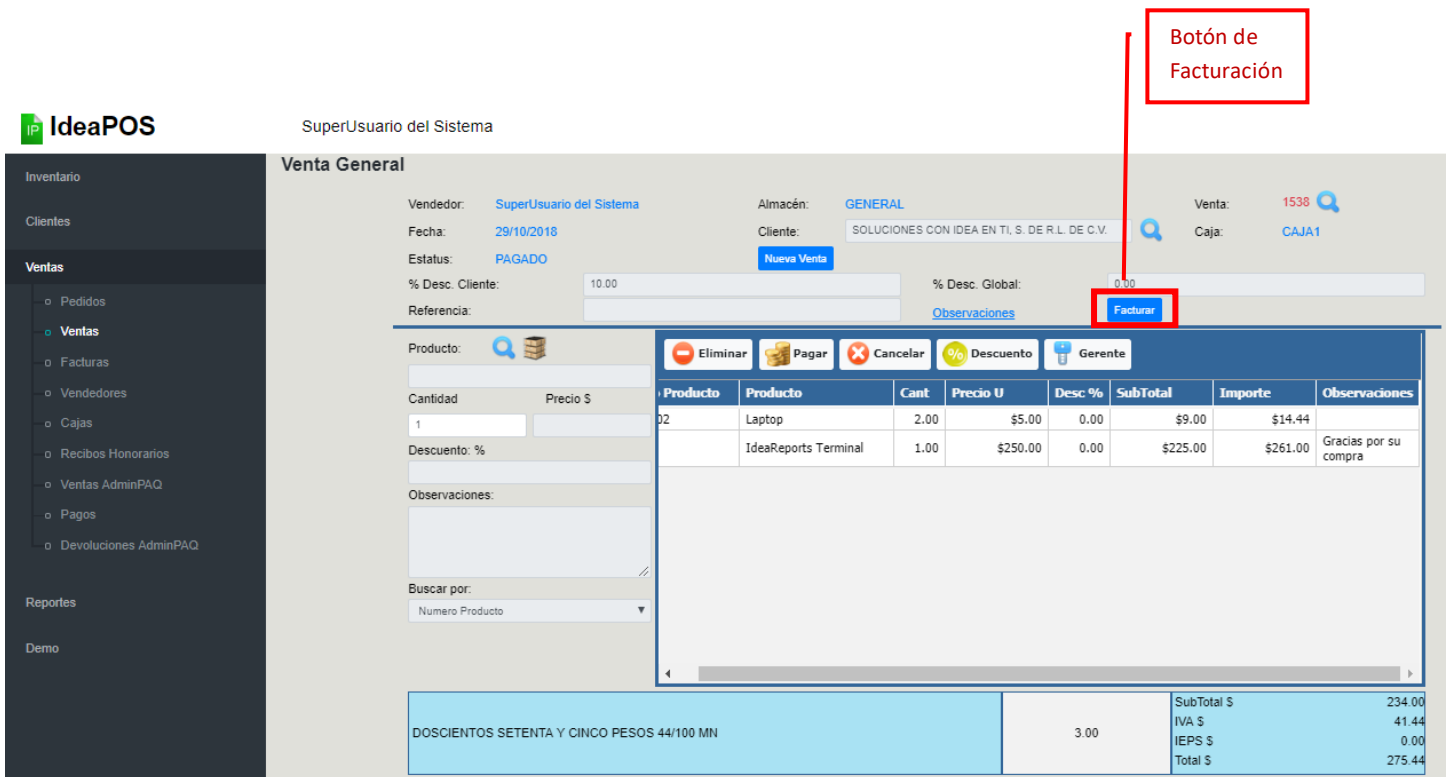 Botón de
Facturación
IP IdeaPOS
SuperUsuario del Sistema
Inventario
Clientes
Ventas
Pedidos
Ventas
Facturas
Vendedores
Cajas
Recibos Honorarios
Ventas AdminPAQ
Pagos
Devoluciones AdminPAQ
Reportes
Demo
Venta General
Vendedor: SuperUsuario del Sistema Almacén: GENERAL Venta: 1538
Fecha: 29/10/2018 Cliente: SOLUCIONES CON IDEA EN TI, S. DE R.L. DE C.V. Caja: CAJA1
Estatus: PAGADO Nueva Venta
% Desc. Cliente: 10.00 % Desc. Global: 0.00
Referencia: Observaciones Facturar
Producto:
Cantidad Precio $
1
Descuento: %
Observaciones:
Buscar por:
Numero Producto
Eliminar Pagar Cancelar % Descuento Gerente
Producto Producto Cant Precio U Desc % SubTotal Importe Observaciones
02 Laptop 2.00 $5.00 0.00 $9.00 $14.44
IdeaReports Terminal 1.00 $250.00 0.00 $225.00 $261.00 Gracias por su
compra
DOSCIENTOS SETENTA Y CINCO PESOS 44/100 MN
3.00
SubTotal $ 234.00
IVA $ 41.44
IEPS $ 0.00
Total $ 275.44